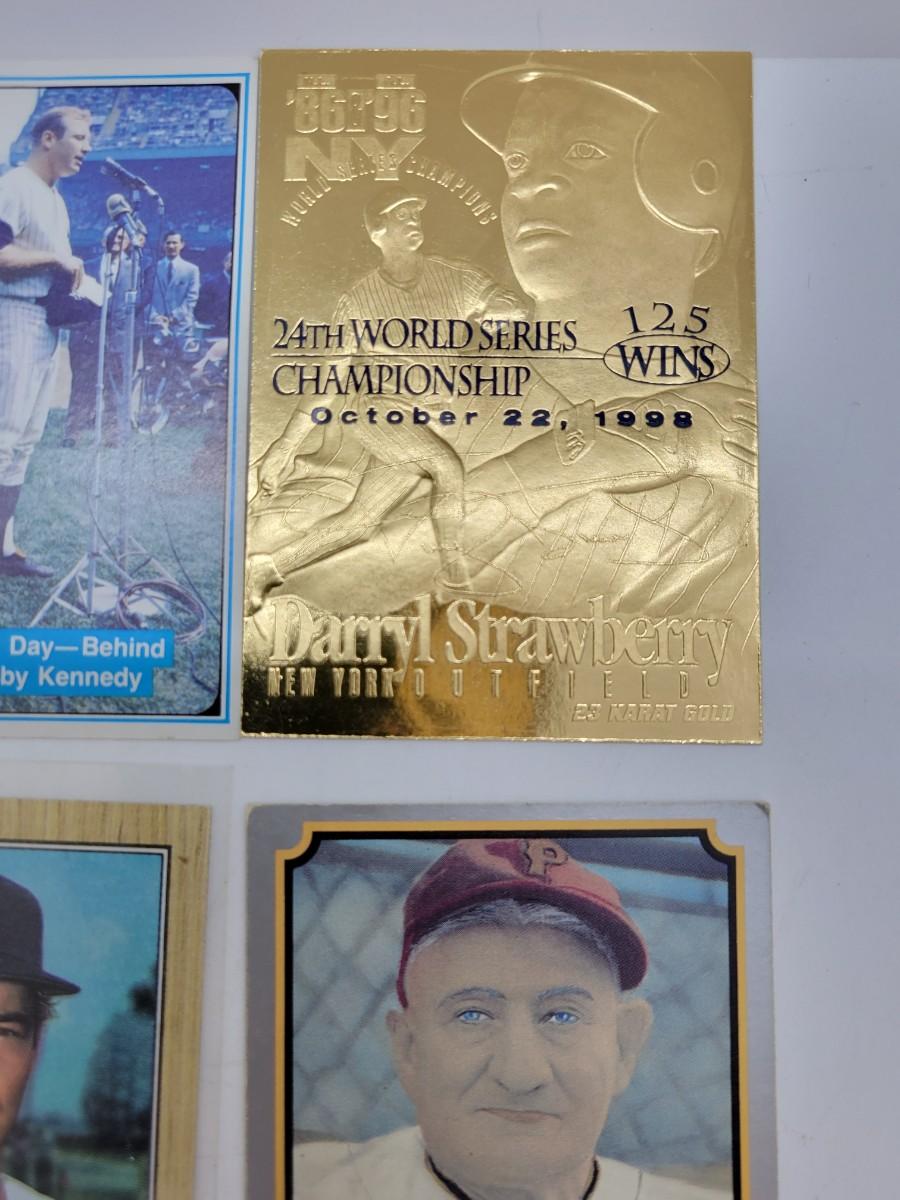 '86 '96
NY
WORLD SERIES CHAMPIONS
24TH WORLD SERIES
CHAMPIONSHIP
125
WINS
October 22, 1998
Darryl Strawberry
NEW YORK OUTFIELD
23 KARAT GOLD
Day—Behind
by Kennedy
P